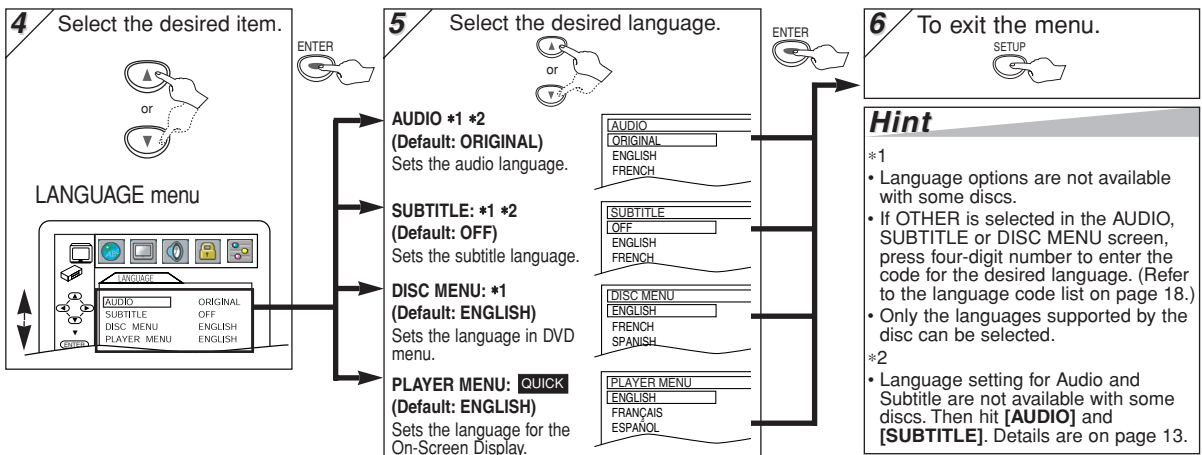 4 Select the desired item.
or
ENTER
LANGUAGE menu
ABC
LANGUAGE
AUDIO ORIGINAL
SUBTITLE OFF
DISC MENU ENGLISH
PLAYER MENU ENGLISH
ENTER
5 Select the desired language.
or
ENTER
AUDIO *1 *2
(Default: ORIGINAL)
Sets the audio language.
AUDIO
ORIGINAL
ENGLISH
FRENCH
SUBTITLE: *1 *2
(Default: OFF)
Sets the subtitle language.
SUBTITLE
OFF
ENGLISH
FRENCH
DISC MENU: *1
(Default: ENGLISH)
Sets the language in DVD
menu.
DISC MENU
ENGLISH
FRENCH
SPANISH
PLAYER MENU: QUICK
(Default: ENGLISH)
Sets the language for the
On-Screen Display.
PLAYER MENU
ENGLISH
FRANÇAIS
ESPAÑOL
6 To exit the menu.
SETUP
Hint
*1
• Language options are not available
with some discs.
• If OTHER is selected in the AUDIO,
SUBTITLE or DISC MENU screen,
press four-digit number to enter the
code for the desired language. (Refer
to the language code list on page 18.)
• Only the languages supported by the
disc can be selected.
*2
• Language setting for Audio and
Subtitle are not available with some
discs. Then hit [AUDIO] and
[SUBTITLE]. Details are on page 13.